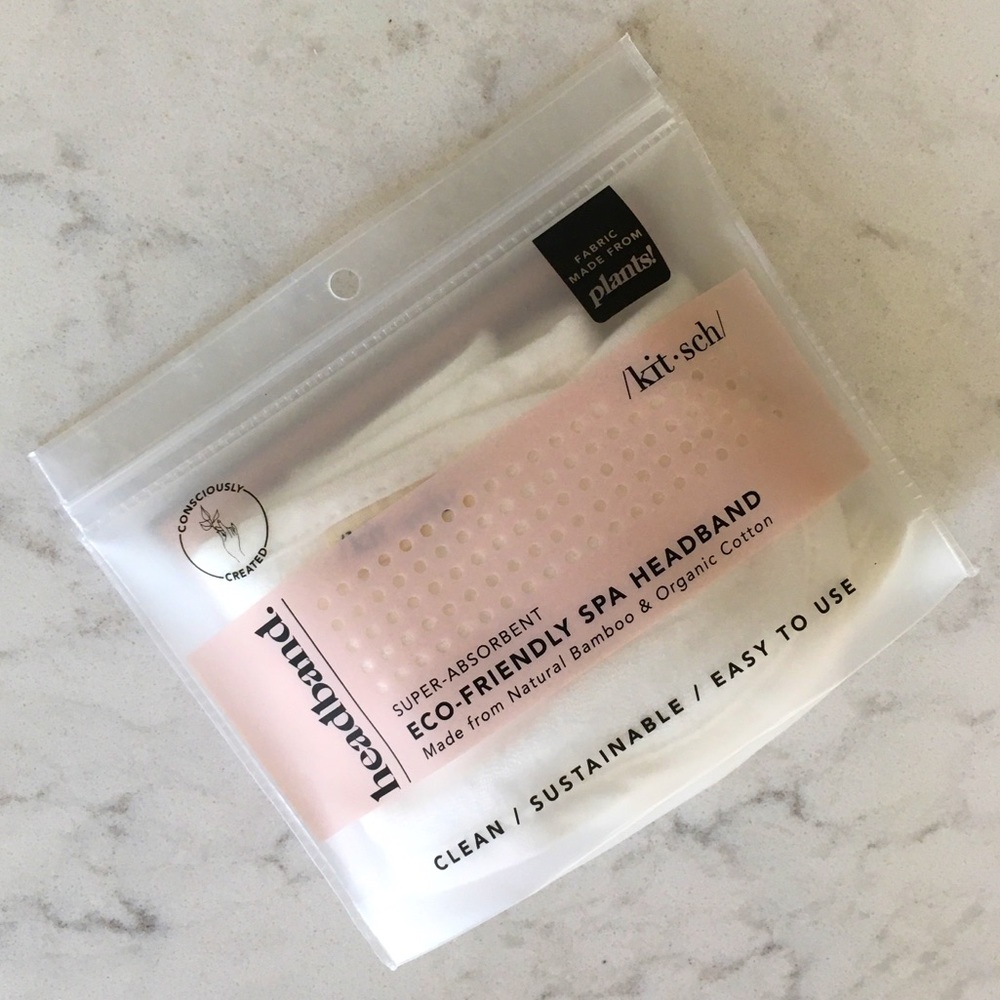 FABRIC
MADE FROM
plants!
/kit·sch/
CONSCIOUSLY
CREATED
headband.
SUPER-ABSORBENT
ECO-FRIENDLY SPA HEADBAND
Made from Natural Bamboo & Organic Cotton
CLEAN / SUSTAINABLE / EASY TO USE